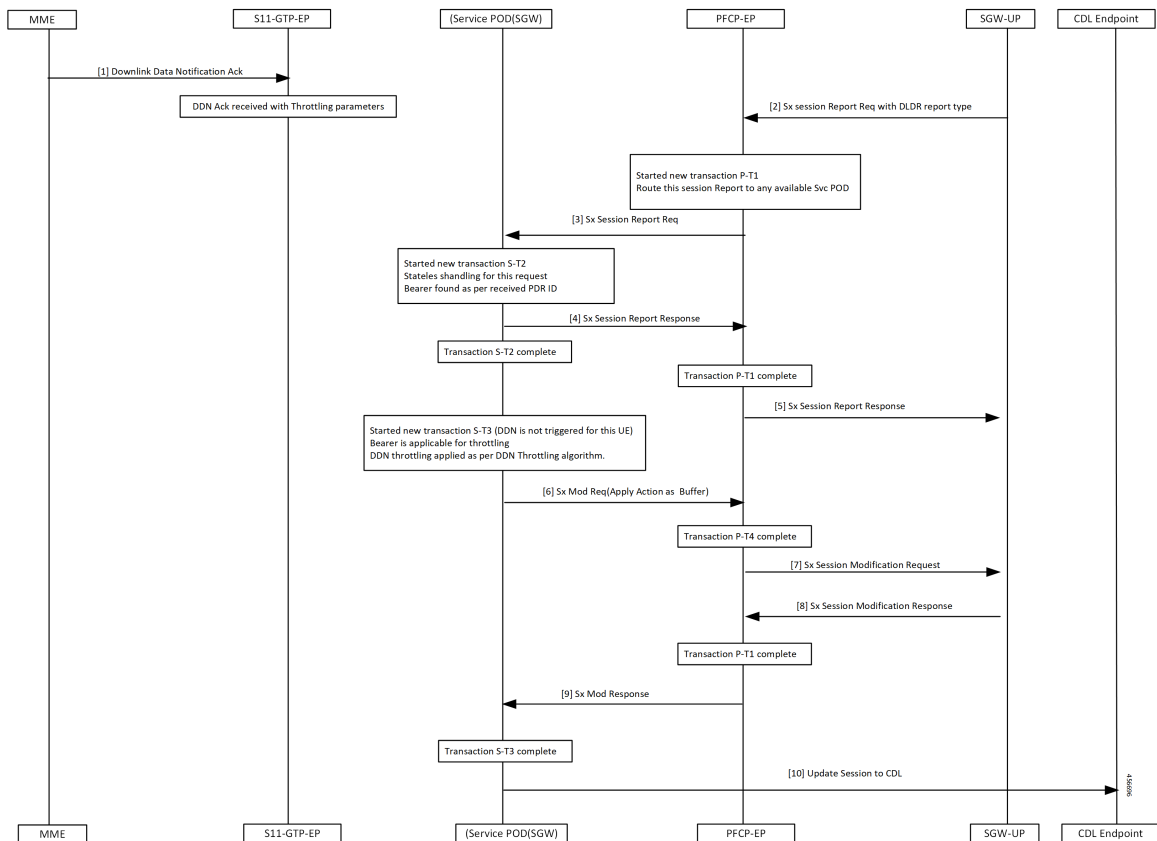 MME
S11-GTP-EP
(Service POD(SGW)
PFCP-EP
SGW-UP
CDL Endpoint
[1] Downlink Data Notification Ack
DDN Ack received with Throttling parameters
[2] Sx session Report Req with DLDR report type
Started new transaction P-T1
Route this session Report to any available Svc POD
[3] Sx Session Report Req
Started new transaction S-T2
Stateles shandling for this request
Bearer found as per received PDR ID
[4] Sx Session Report Response
Transaction S-T2 complete
Transaction P-T1 complete
[5] Sx Session Report Response
Started new transaction S-T3 (DDN is not triggered for this UE)
Bearer is applicable for throttling
DDN throttling applied as per DDN Throttling algorithm.
[6] Sx Mod Req(Apply Action as Buffer)
Transaction P-T4 complete
[7] Sx Session Modification Request
[8] Sx Session Modification Response
Transaction P-T1 complete
[9] Sx Mod Response
Transaction S-T3 complete
[10] Update Session to CDL
456696
MME
S11-GTP-EP
(Service POD(SGW)
PFCP-EP
SGW-UP
CDL Endpoint